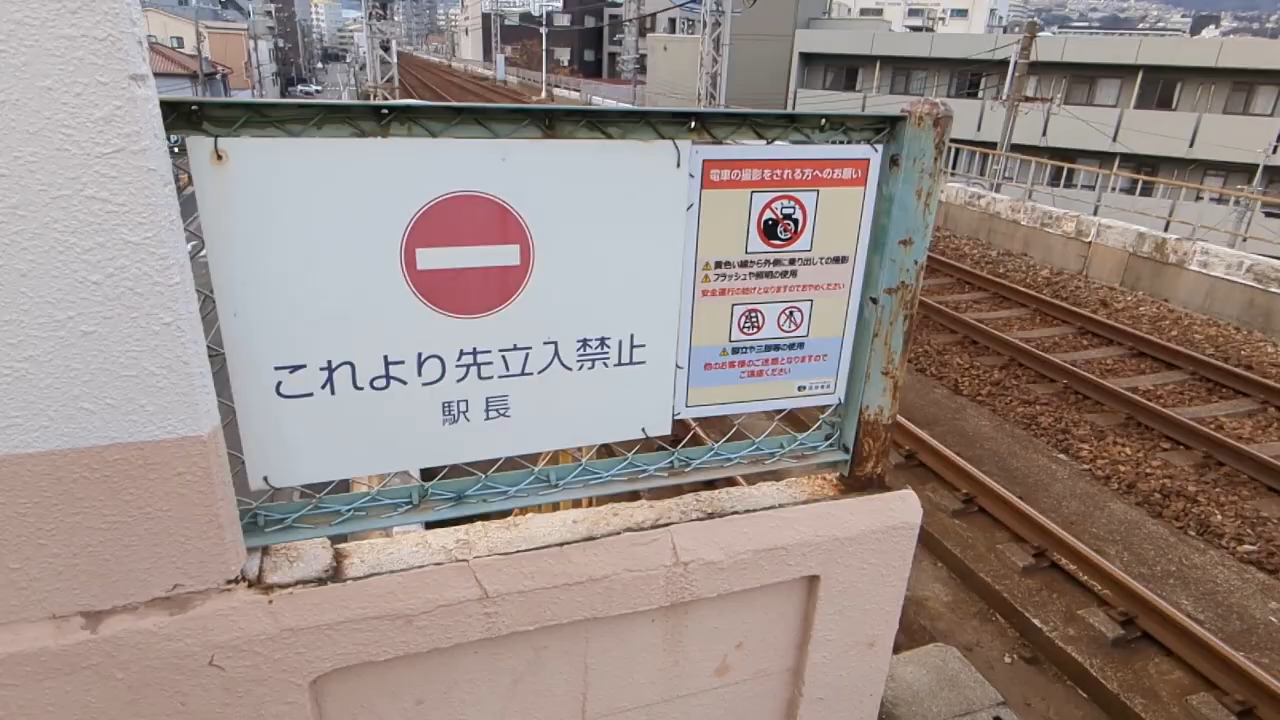 これより先立入禁止
駅長
電車の撮影をされる方へのお願い
黄色い線から外側に乗り出しての撮影
フラッシュや照明の使用
安全運行の妨げとなりますのでおやめください
脚立や三脚等の使用
他のお客様のご迷惑となりますので
ご遠慮ください